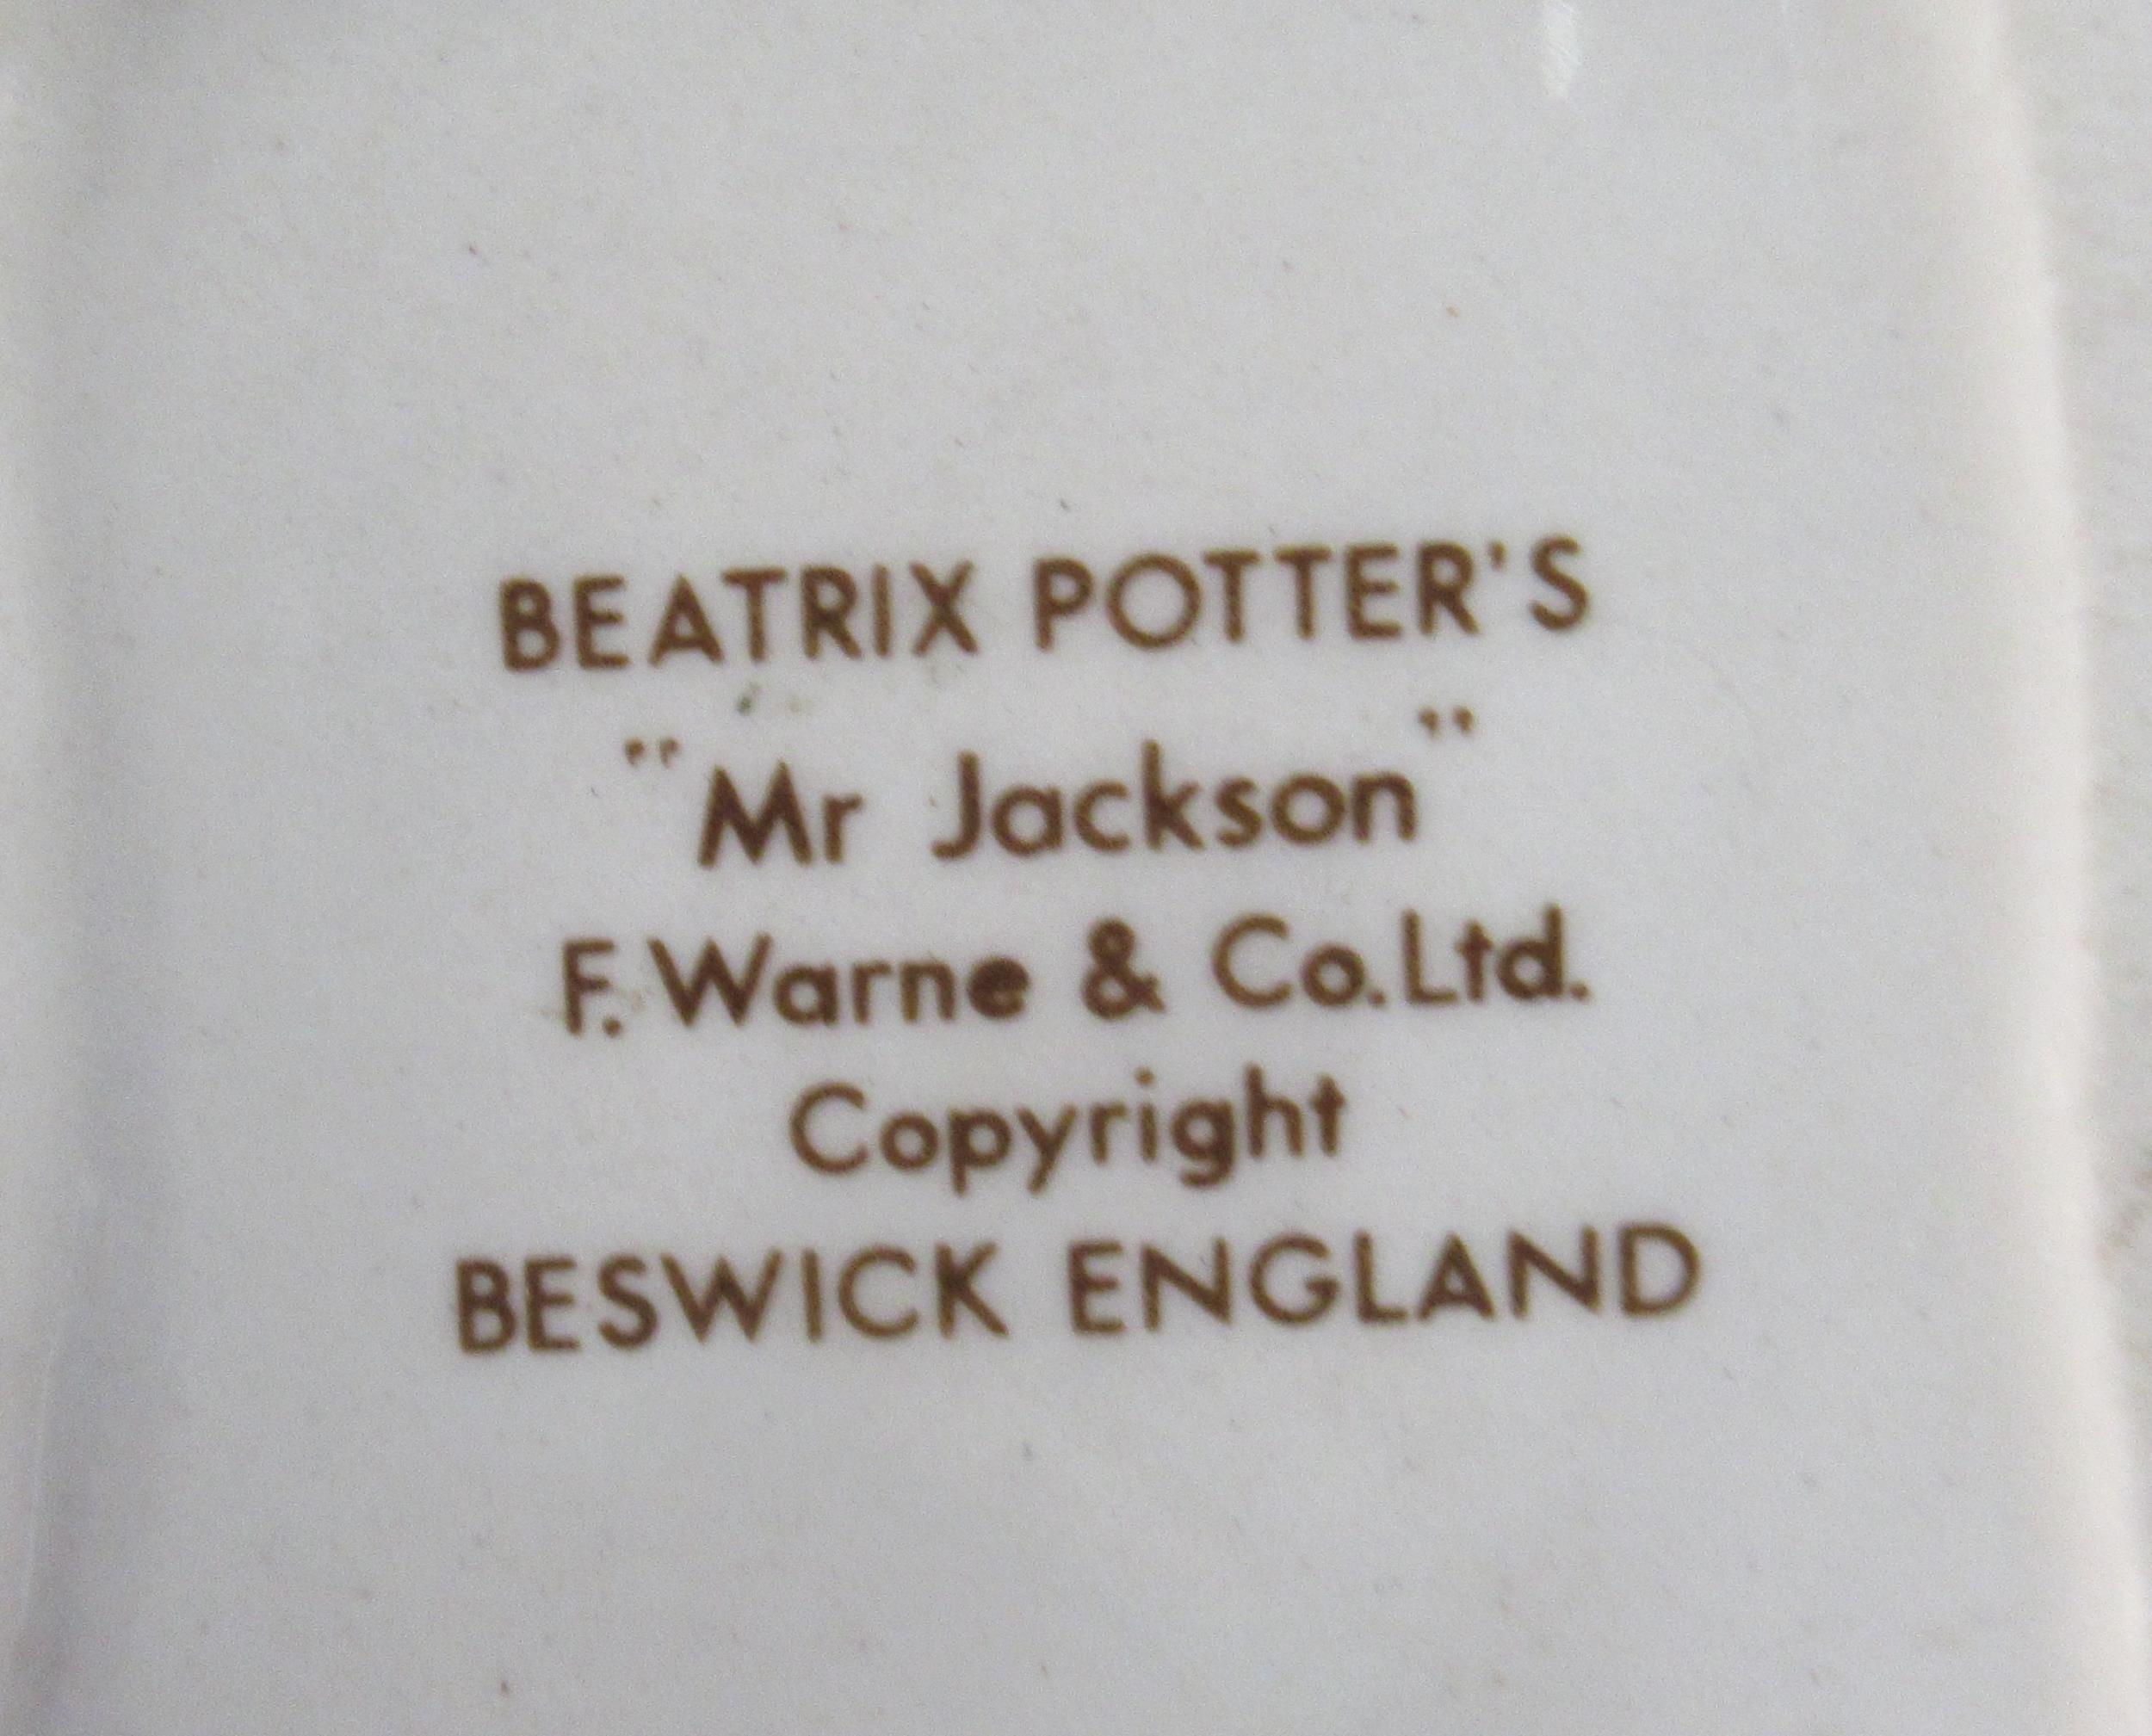 BEATRIX POTTER'S
"Mr Jackson"
F. Warne & Co.Ltd.
Copyright
BESWICK ENGLAND